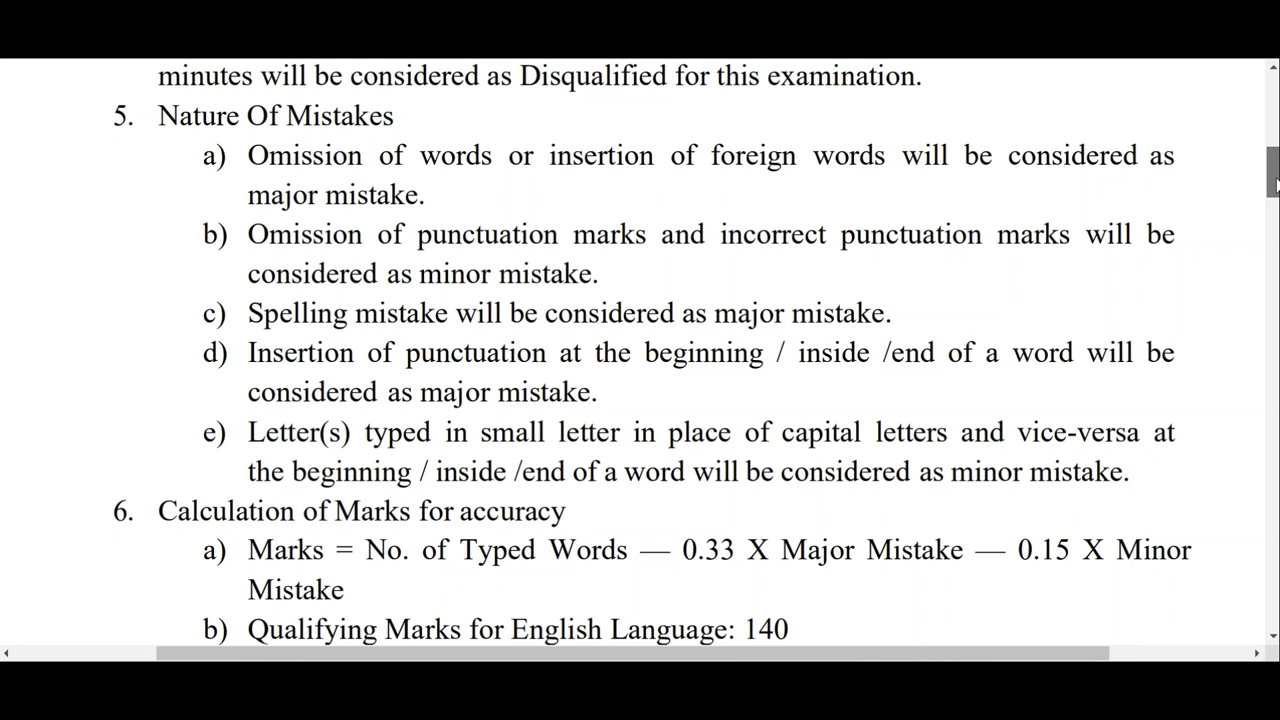 minutes will be considered as Disqualified for this examination.
5. Nature Of Mistakes
a) Omission of words or insertion of foreign words will be considered as
major mistake.
b) Omission of punctuation marks and incorrect punctuation marks will be
considered as minor mistake.
c) Spelling mistake will be considered as major mistake.
d) Insertion of punctuation at the beginning / inside /end of a word will be
considered as major mistake.
e) Letter(s) typed in small letter in place of capital letters and vice-versa at
the beginning / inside /end of a word will be considered as minor mistake.
6. Calculation of Marks for accuracy
a) Marks = No. of Typed Words — 0.33 X Major Mistake — 0.15 X Minor
Mistake
b) Qualifying Marks for English Language: 140